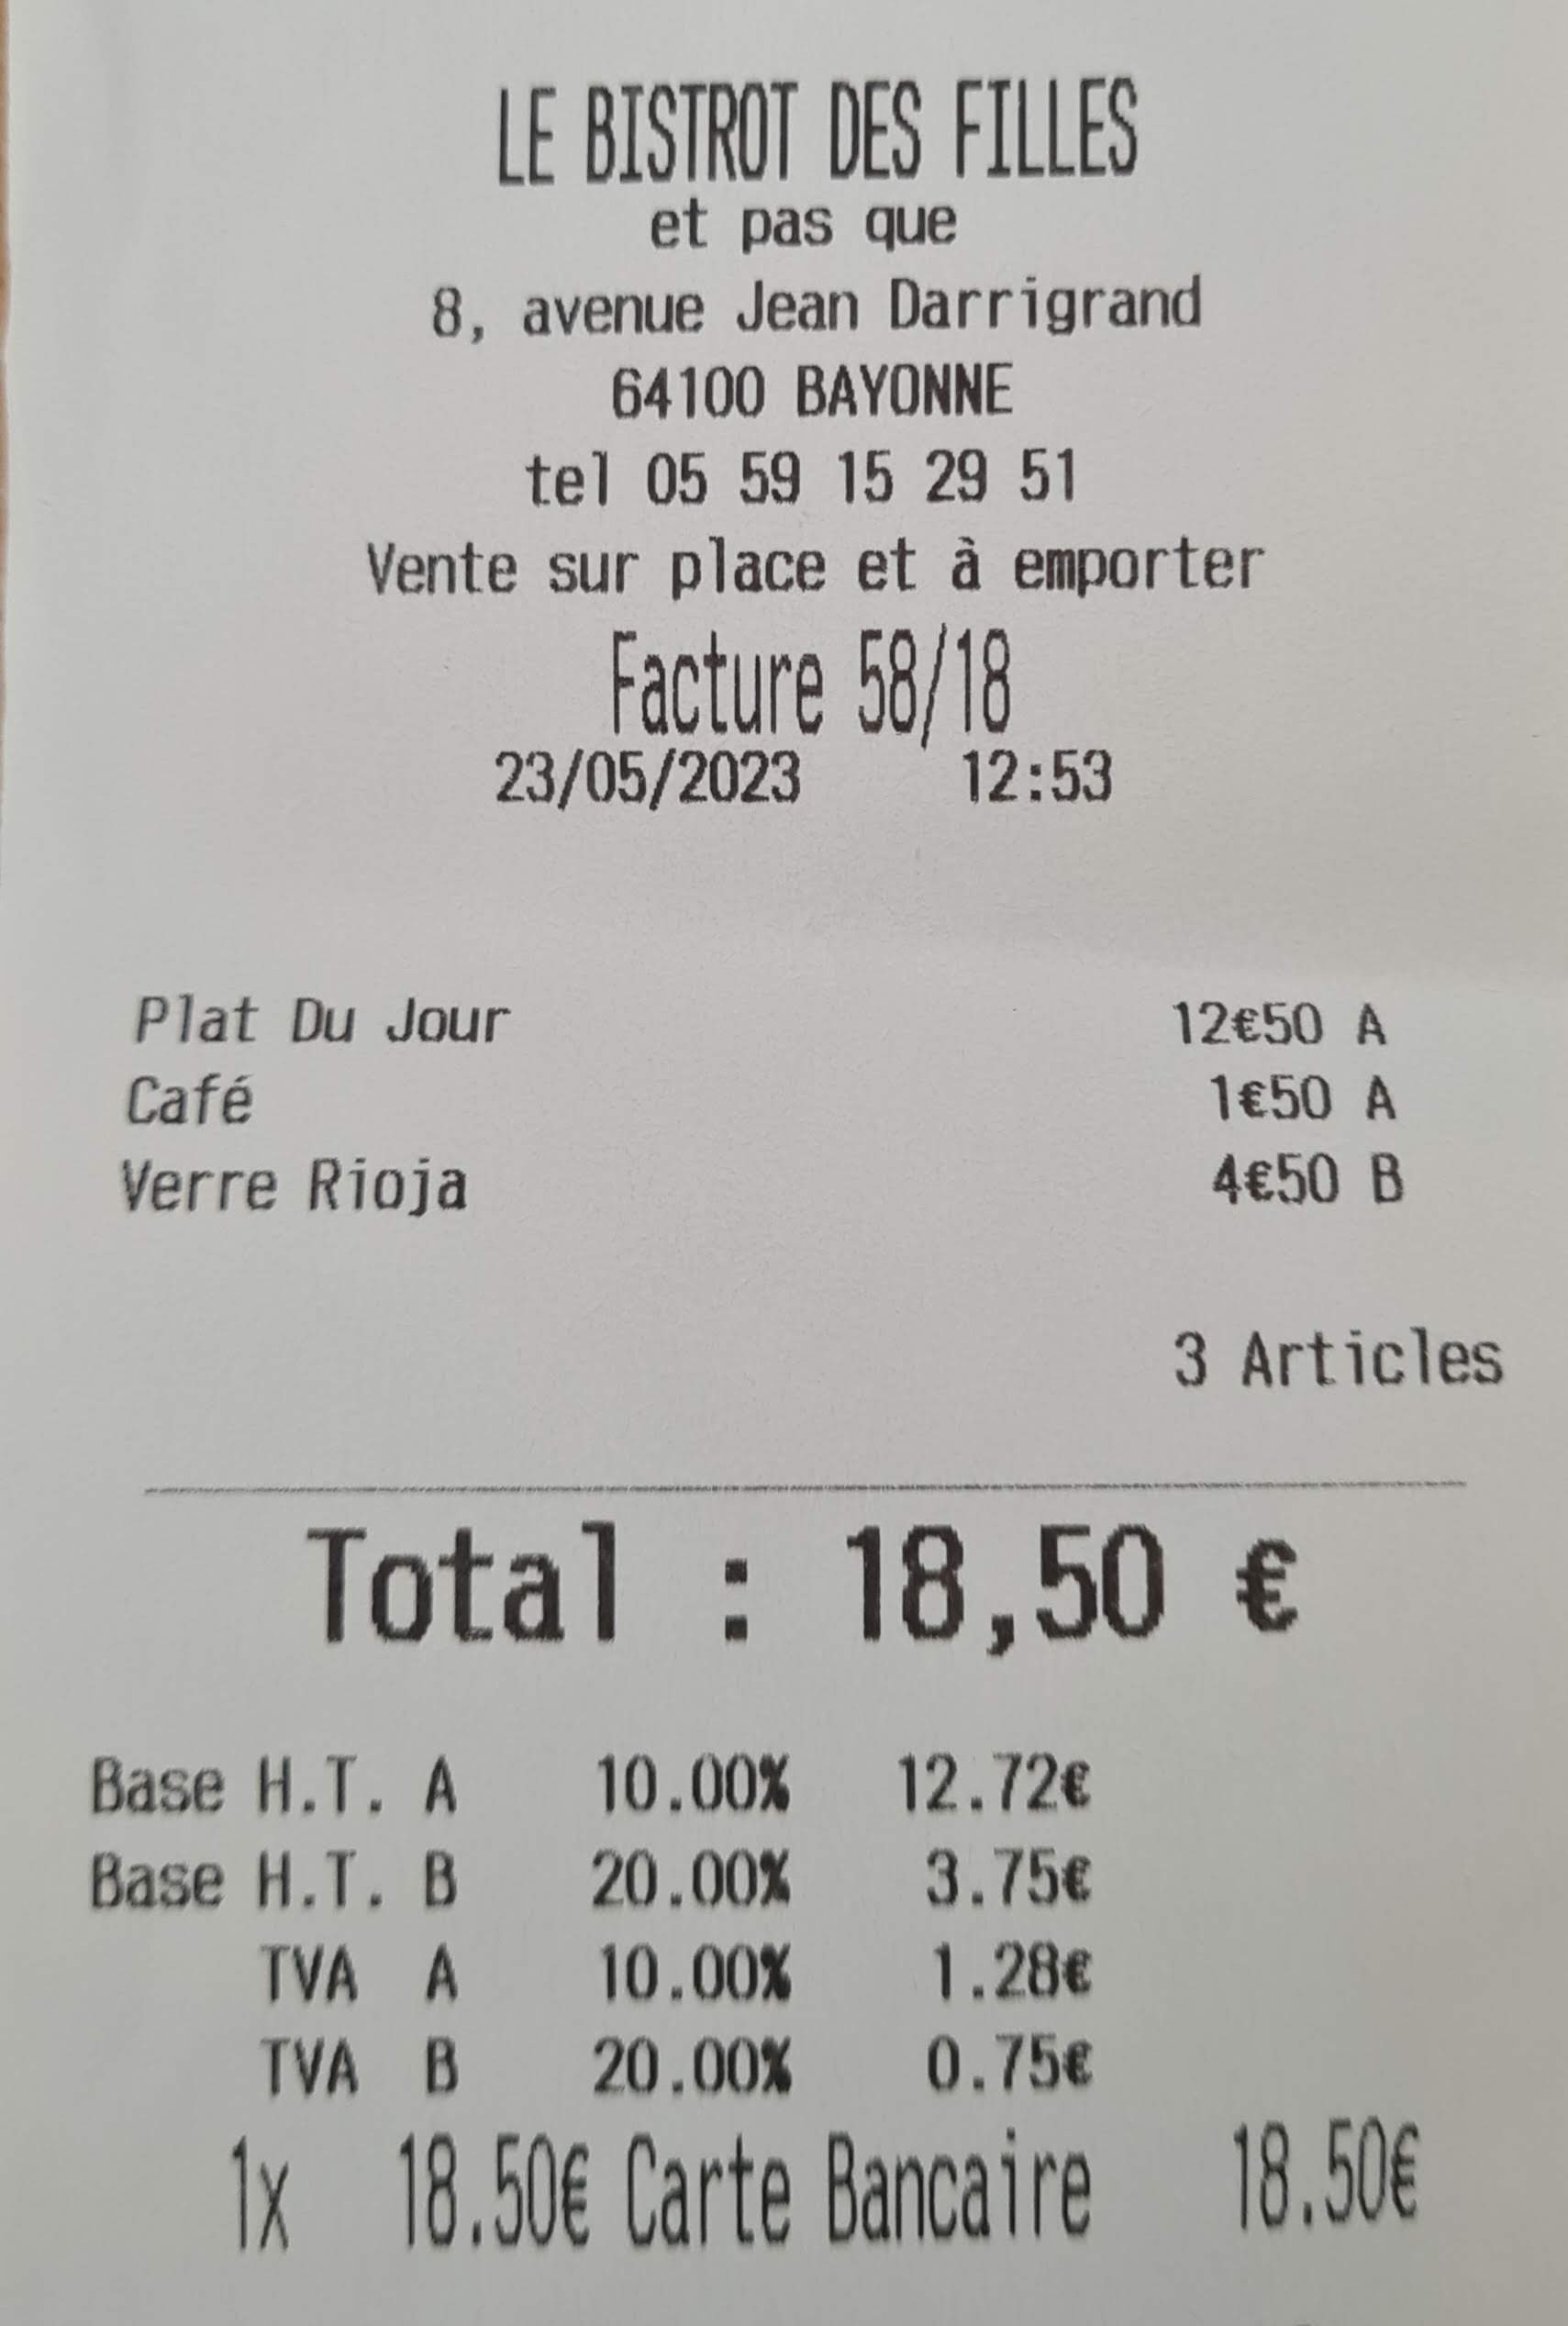 LE BISTROT DES FILLES
et pas que
8, avenue Jean Darrigrand
64100 BAYONNE
tel 05 59 15 29 51
Vente sur place et à emporter
Facture 58/18
23/05/2023 12:53
Plat Du Jour 12€50 A
Café 1€50 A
Verre Rioja 4€50 B
3 Articles
Total : 18,50 €
Base H.T. A 10.00% 12.72€
Base H.T. B 20.00% 3.75€
TVA A 10.00% 1.28€
TVA B 20.00% 0.75€
1x 18.50€ Carte Bancaire 18.50€